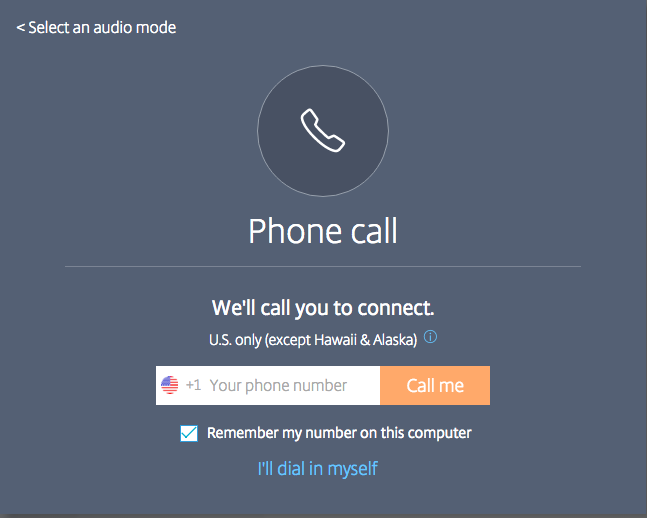 < Select an audio mode
Phone call
We'll call you to connect.
U.S. only (except Hawaii & Alaska) ⓘ
+1 Your phone number Call me
Remember my number on this computer
I'll dial in myself